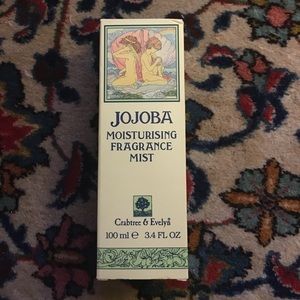 JOJOBA
MOISTURISING
FRAGRANCE
MIST
Crabtree & Evelyn
100 ml ℮ 3.4 FL OZ